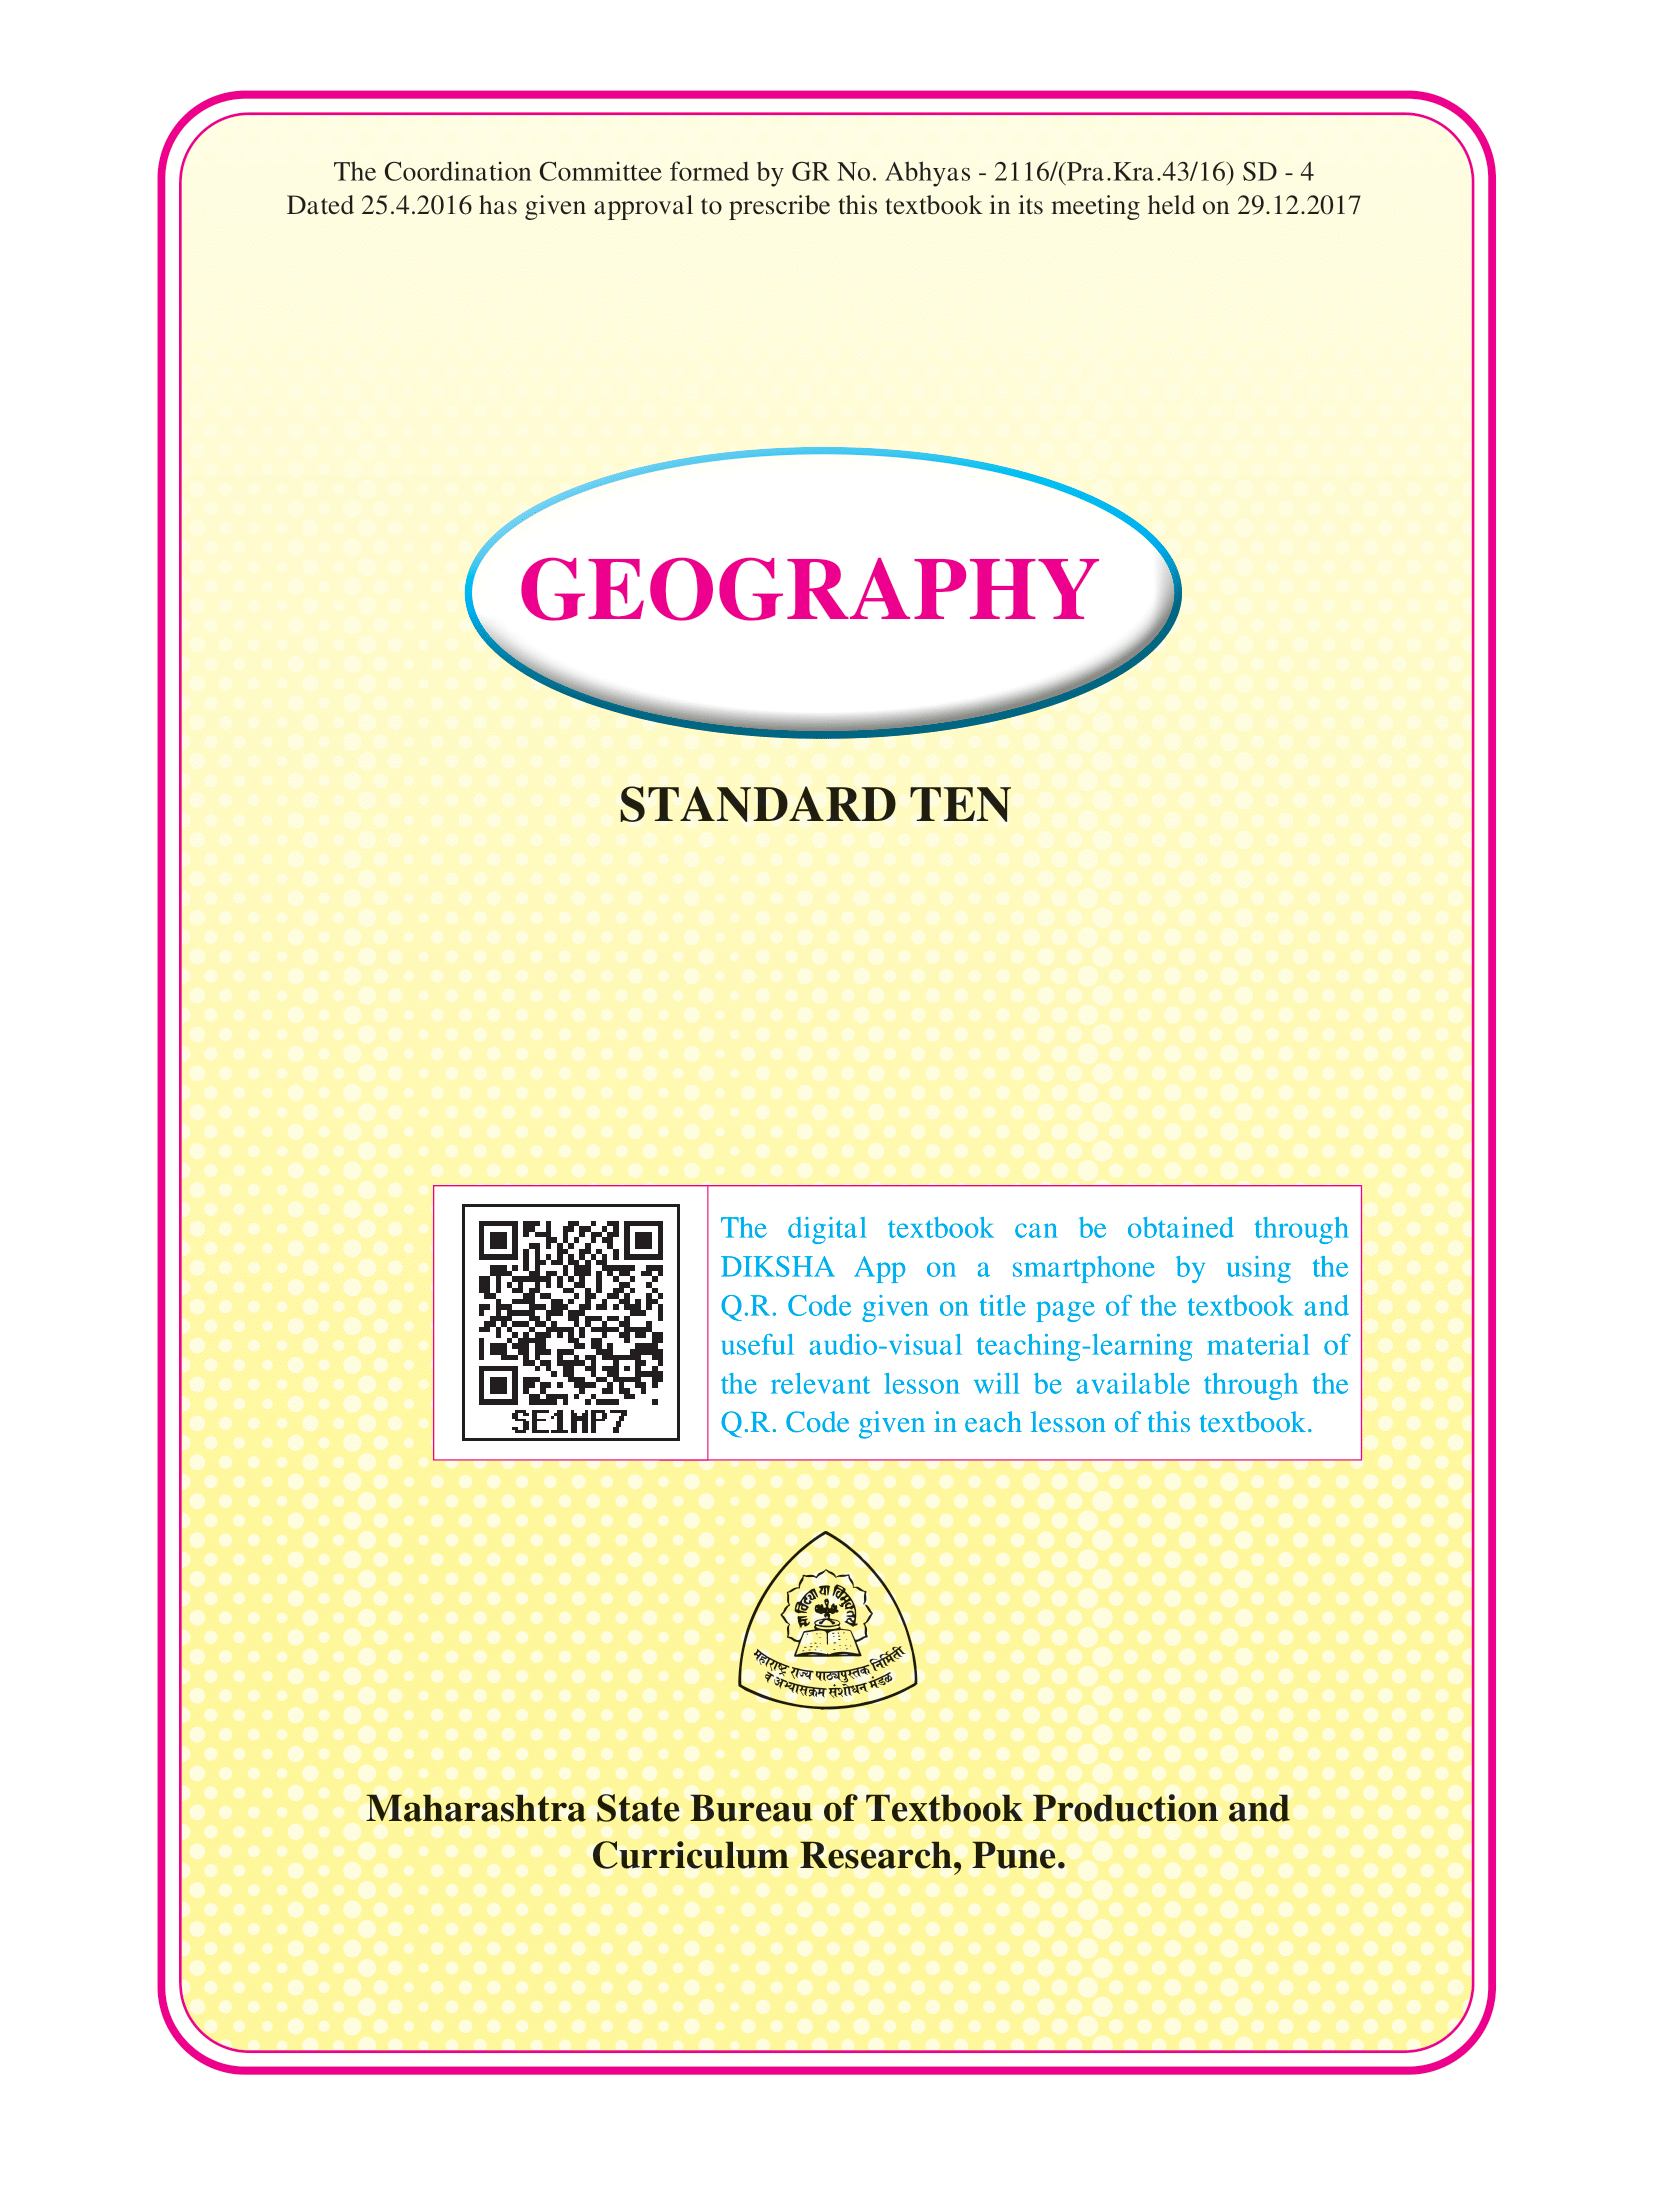 The Coordination Committee formed by GR No. Abhyas - 2116/(Pra.Kra.43/16) SD - 4
Dated 25.4.2016 has given approval to prescribe this textbook in its meeting held on 29.12.2017
GEOGRAPHY
STANDARD TEN
The digital textbook can be obtained through
DIKSHA App on a smartphone by using the
Q.R. Code given on title page of the textbook and
useful audio-visual teaching-learning material of
the relevant lesson will be available through the
Q.R. Code given in each lesson of this textbook.
SE1WP7
सा विद्या या विमुक्तये
महाराष्ट्र राज्य पाठ्यपुस्तक निर्मिती
व अभ्यासक्रम संशोधन मंडळ
Maharashtra State Bureau of Textbook Production and
Curriculum Research, Pune.